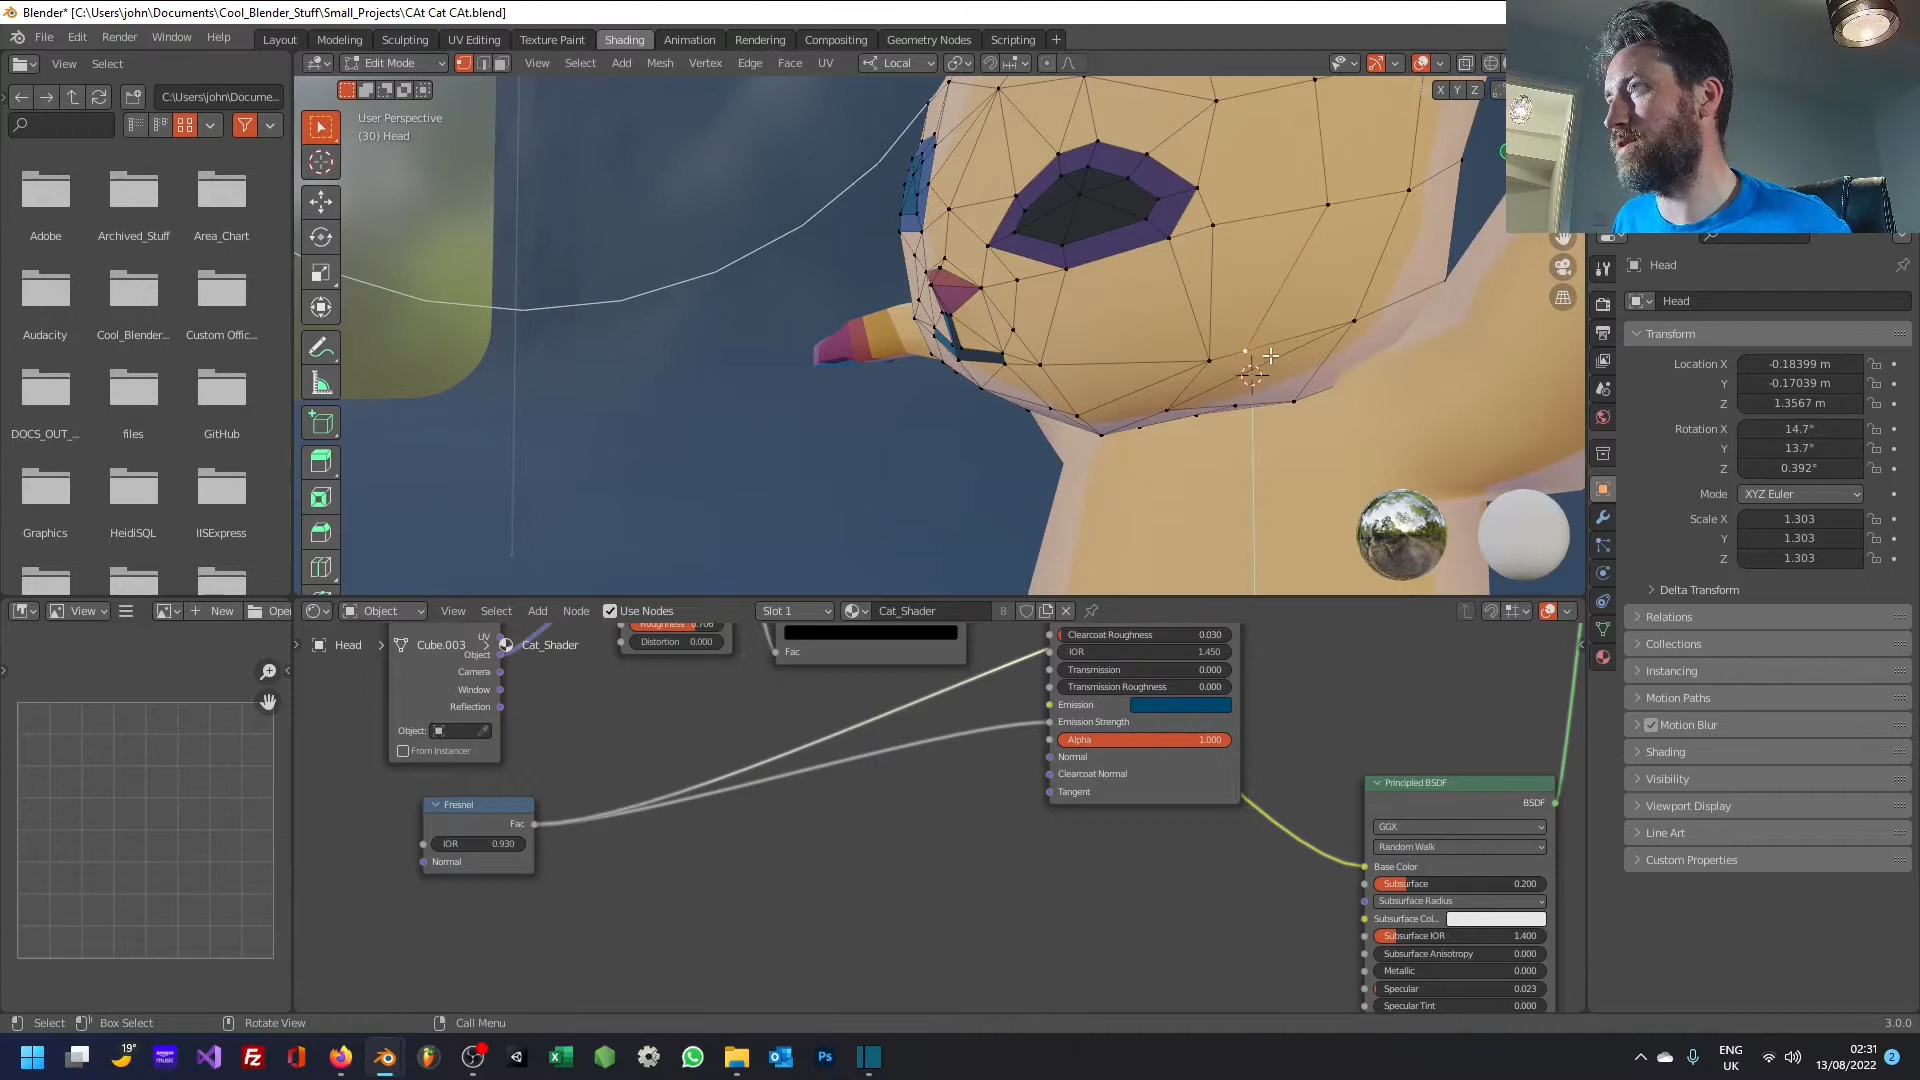 Blender* [C:\Users\john\Documents\Cool_Blender_Stuff\Small_Projects\CAt Cat CAt.blend]
File Edit Render Window Help
Layout Modeling Sculpting UV Editing Texture Paint Shading Animation Rendering Compositing Geometry Nodes Scripting
View Select
Edit Mode View Select Add Mesh Vertex Edge Face UV Local
C:\Users\john\Docume...
X Y Z
User Perspective
(30) Head
Adobe Archived_Stuff Area_Chart
Audacity Cool_Blender... Custom Offic...
DOCS_OUT_... files GitHub
Graphics HeidiSQL IISExpress
Head
Head
Transform
Location X -0.18399 m
Y -0.17039 m
Z 1.3567 m
Rotation X 14.7°
Y 13.7°
Z 0.392°
Mode XYZ Euler
Scale X 1.303
Y 1.303
Z 1.303
Delta Transform
Relations
Collections
Instancing
Motion Paths
Motion Blur
Shading
Visibility
Viewport Display
Line Art
Custom Properties
View New Open
Object View Select Add Node Use Nodes Slot 1 Cat_Shader 8
Head Cube.003 Cat_Shader
UV
Object
Camera
Window
Reflection
Object:
From Instancer
Roughness 0.706
Distortion 0.000
Fac
Fresnel
Fac
IOR 0.930
Normal
Clearcoat Roughness 0.030
IOR 1.450
Transmission 0.000
Transmission Roughness 0.000
Emission
Emission Strength
Alpha 1.000
Normal
Clearcoat Normal
Tangent
Principled BSDF
BSDF
GGX
Random Walk
Base Color
Subsurface 0.200
Subsurface Radius
Subsurface Col...
Subsurface IOR 1.400
Subsurface Anisotropy 0.000
Metallic 0.000
Specular 0.023
Specular Tint 0.000
Select Box Select Rotate View Call Menu 3.0.0
19°
Ps
ENG
UK
02:31
13/08/2022
2